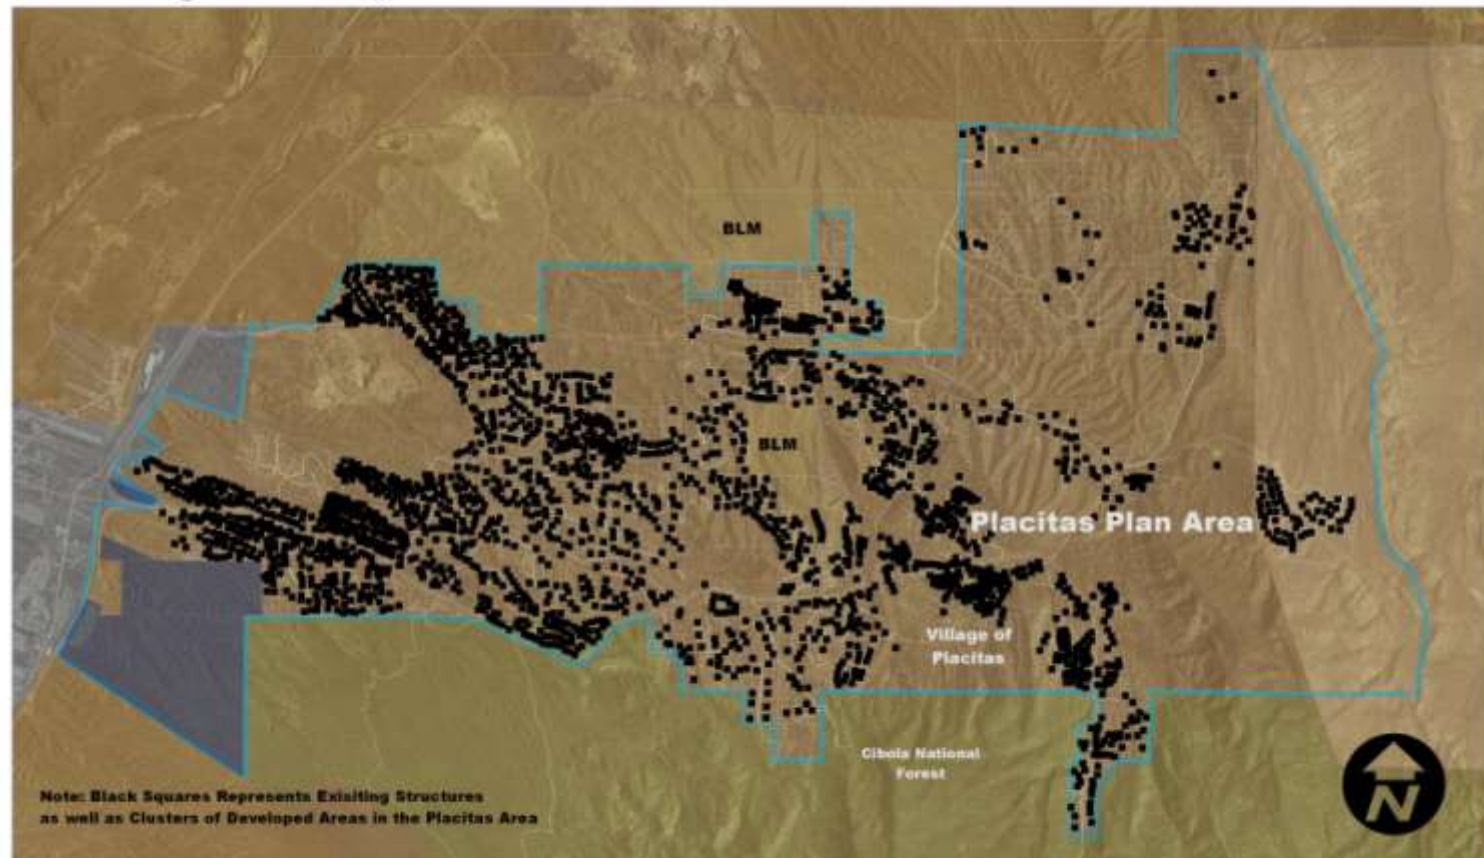 BLM
BLM
Placitas Plan Area
Village of
Placitas
Cibola National
Forest
Note: Black Squares Represents Exisiting Structures
as well as Clusters of Developed Areas in the Placitas Area
N